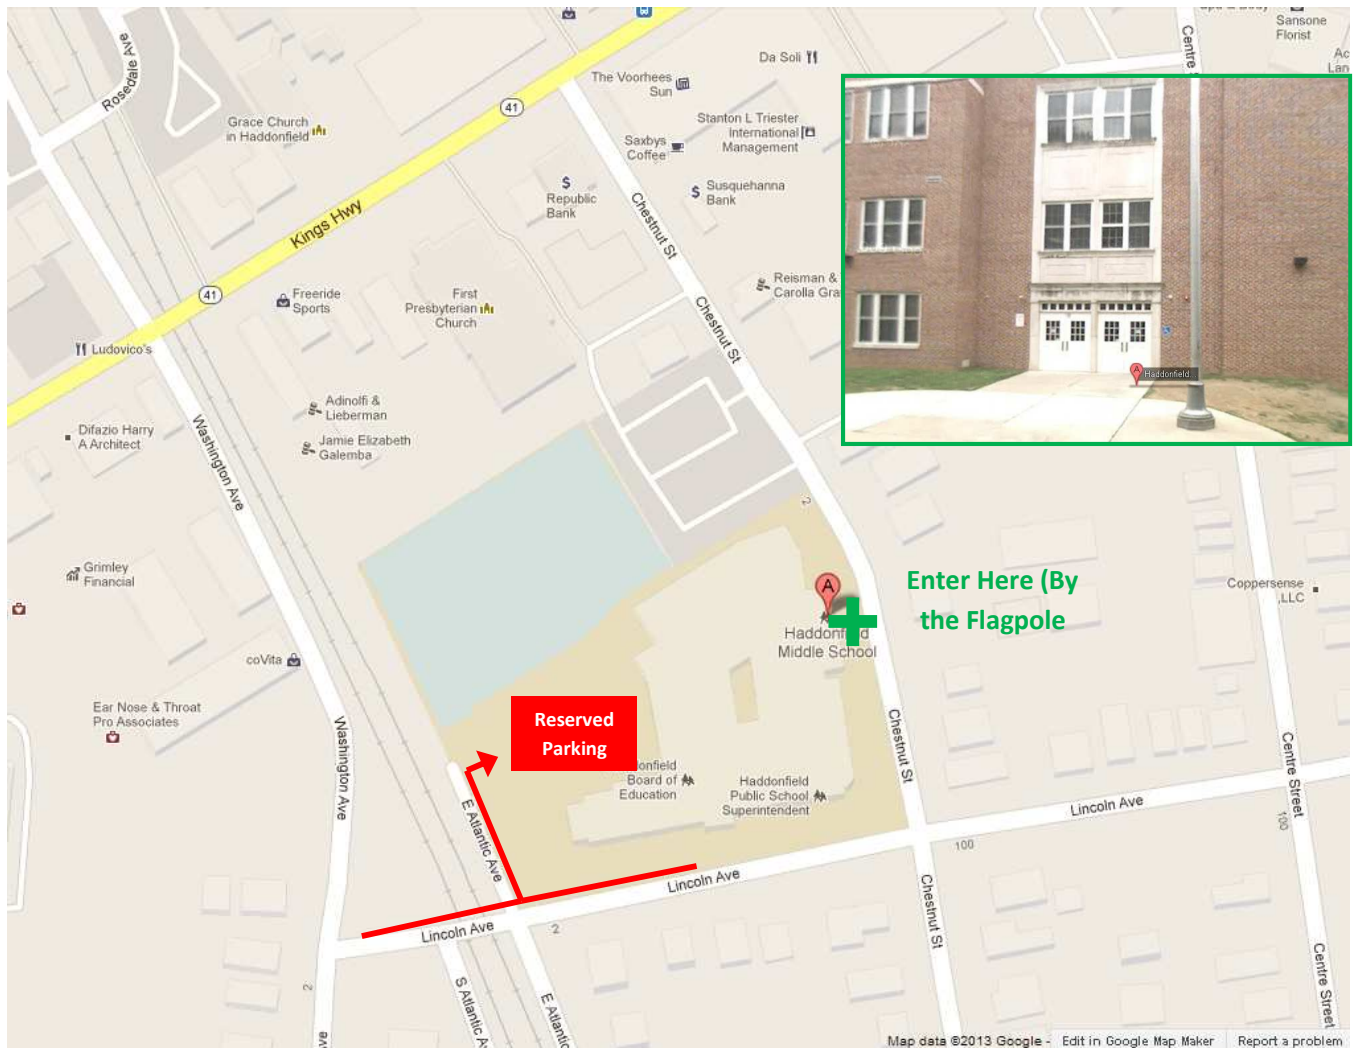 Rosedale Ave
Grace Church
in Haddonfield
41
Kings Hwy
41
Da Soli
The Voorhees
Sun
Stanton L Triester
International
Management
Saxbys
Coffee
Republic
Bank
Susquehanna
Bank
Chestnut St
Chestnut St
Reisman &
Carolla Gra
Centre S
Sansone
Florist
Ac
Lan
Haddonfield...
Freeride
Sports
First
Presbyterian
Church
Ludovico's
Adinolfi &
Lieberman
Jamie Elizabeth
Galemba
Difazio Harry
A Architect
Washington Ave
Grimley
Financial
coVita
Ear Nose & Throat
Pro Associates
Washington Ave
2
A
Haddonfield
Middle School
Enter Here (By
the Flagpole
Coppersense
,LLC
Reserved
Parking
onfield
Board of
Education
Haddonfield
Public School
Superintendent
Chestnut St
E Atlantic Ave
Lincoln Ave
Lincoln Ave
Lincoln Ave
100
100
Centre Street
Centre Street
Chestnut St
2
2
S Atlantic A
E Atlantic
ve
Map data ©2013 Google -
Edit in Google Map Maker
Report a problem